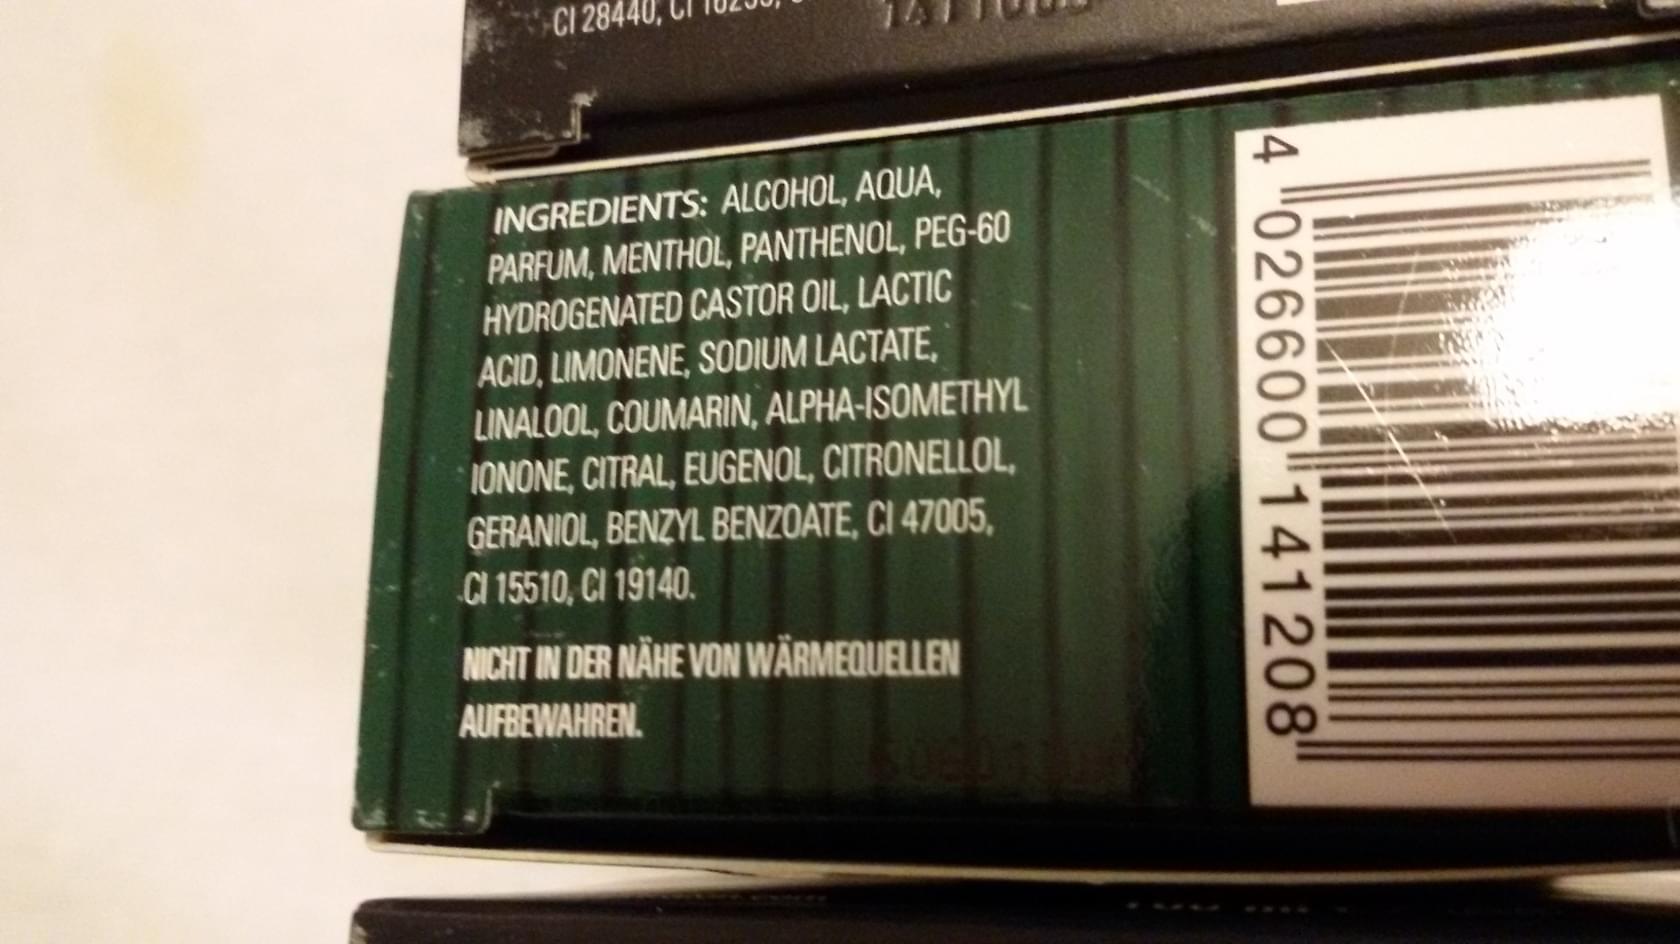 CI 28440, CI
INGREDIENTS: ALCOHOL, AQUA,
PARFUM, MENTHOL, PANTHENOL, PEG-60
HYDROGENATED CASTOR OIL, LACTIC
ACID, LIMONENE, SODIUM LACTATE,
LINALOOL, COUMARIN, ALPHA-ISOMETHYL
IONONE, CITRAL, EUGENOL, CITRONELLOL,
GERANIOL, BENZYL BENZOATE, CI 47005,
CI 15510, CI 19140.
NICHT IN DER NÄHE VON WÄRMEQUELLEN
AUFBEWAHREN.
4 026600 141208